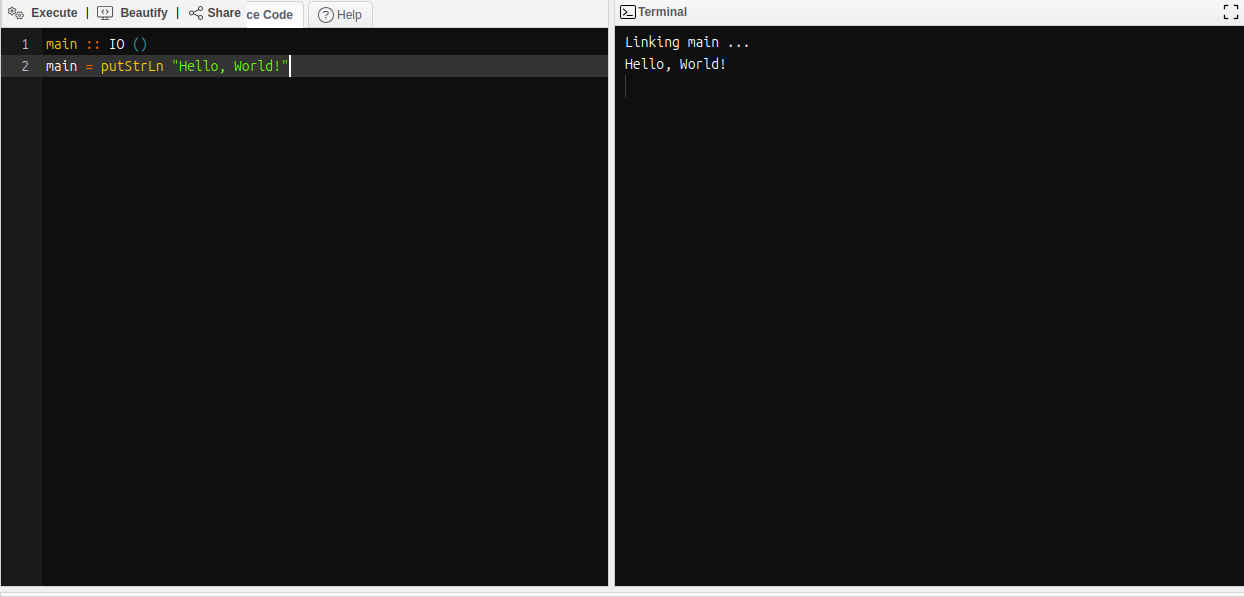 Execute | Beautify | Share ce Code Help
1 main :: IO ()
2 main = putStrLn "Hello, World!"
Terminal
Linking main ...
Hello, World!